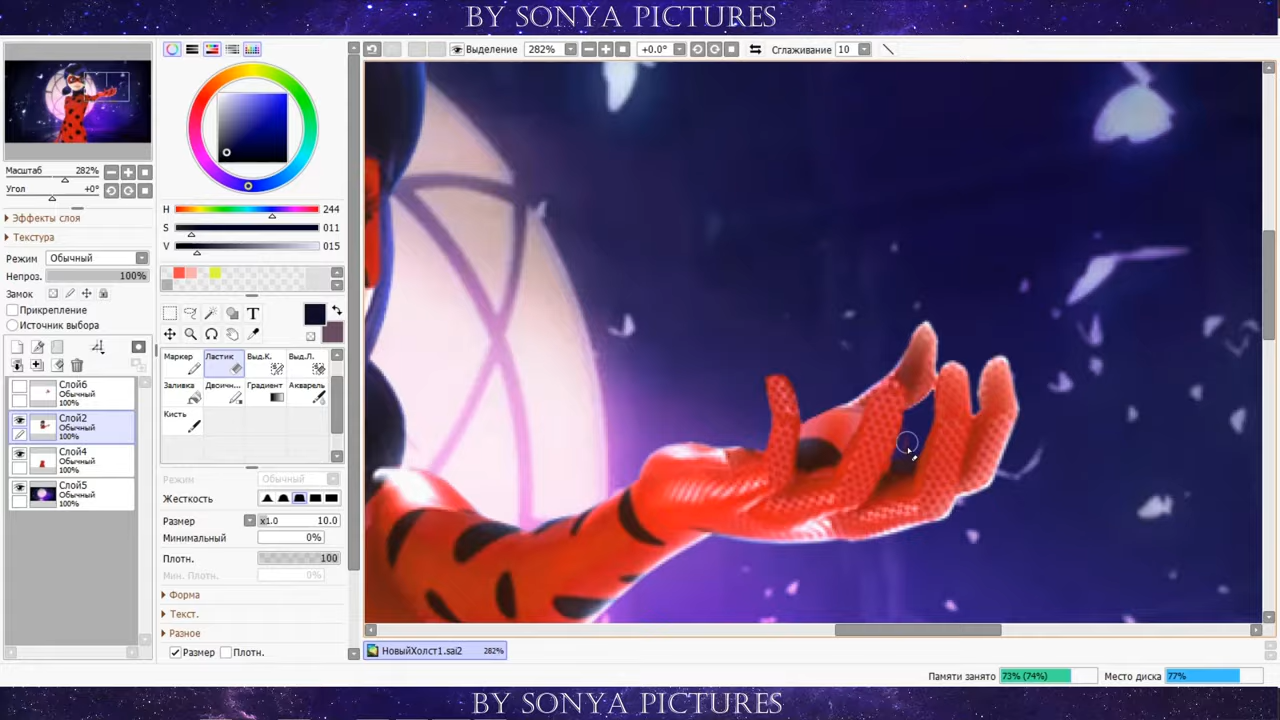 BY SONYA PICTURES
Выделение 282% +0.0° Сглаживание 10
Масштаб 282%
Угол +0°
Эффекты слоя
Текстура
Режим Обычный
Непроз. 100%
Замок
Прикрепление
Источник выбора
Слой6
Обычный
100%
Слой2
Обычный
100%
Слой4
Обычный
100%
Слой5
Обычный
100%
H 244
S 011
V 015
T
Маркер Ластик Выд.К. Выд.Л.
Заливка Двоичн... Градиент Акварель
Кисть
Режим Обычный
Жесткость
Размер x1.0 10.0
Минимальный 0%
Плотн. 100
Мин. Плотн. 0%
Форма
Текст.
Разное
Размер Плотн.
НовыйХолст1.sai2 282%
Памяти занято 73% (74%) Место диска 77%
BY SONYA PICTURES